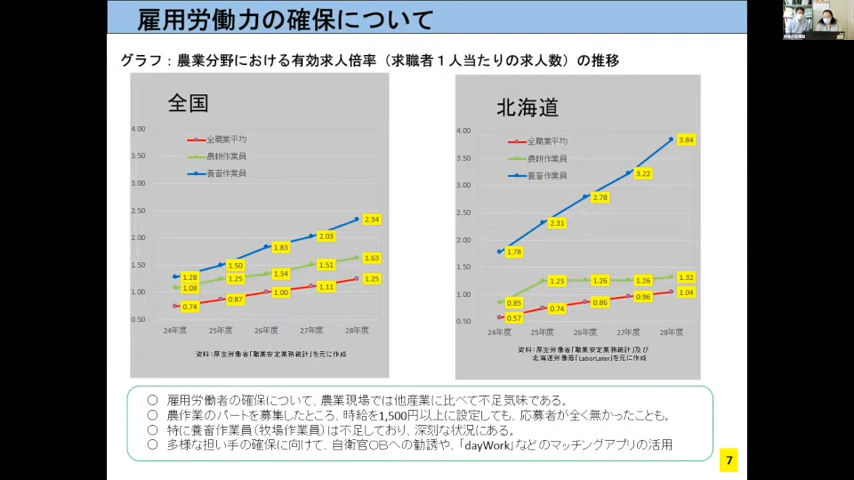 雇用労働力の確保について
グラフ：農業分野における有効求人倍率（求職者１人当たりの求人数）の推移
全国
4.00
3.50
3.00
2.50
2.00
1.50
1.00
0.50
全職業平均
農耕作業員
養畜作業員
1.28
1.50
1.83
2.03
2.34
1.08
1.25
1.34
1.51
1.63
0.74
0.87
1.00
1.11
1.25
24年度 25年度 26年度 27年度 28年度
資料：厚生労働省「職業安定業務統計」を元に作成
北海道
4.00
3.50
3.00
2.50
2.00
1.50
1.00
0.50
全職業平均
農耕作業員
養畜作業員
1.78
2.31
2.78
3.22
3.84
0.85
1.25
1.26
1.26
1.32
0.57
0.74
0.86
0.96
1.04
24年度 25年度 26年度 27年度 28年度
資料：厚生労働省「職業安定業務統計」及び
北海道労働局「LaborLater」を元に作成
○ 雇用労働者の確保について、農業現場では他産業に比べて不足気味である。
○ 農作業のパートを募集したところ、時給を1,500円以上に設定しても、応募者が全く無かったことも。
○ 特に養畜作業員（牧場作業員）は不足しており、深刻な状況にある。
○ 多様な担い手の確保に向けて、自衛官OBへの勧誘や、「dayWork」などのマッチングアプリの活用
7